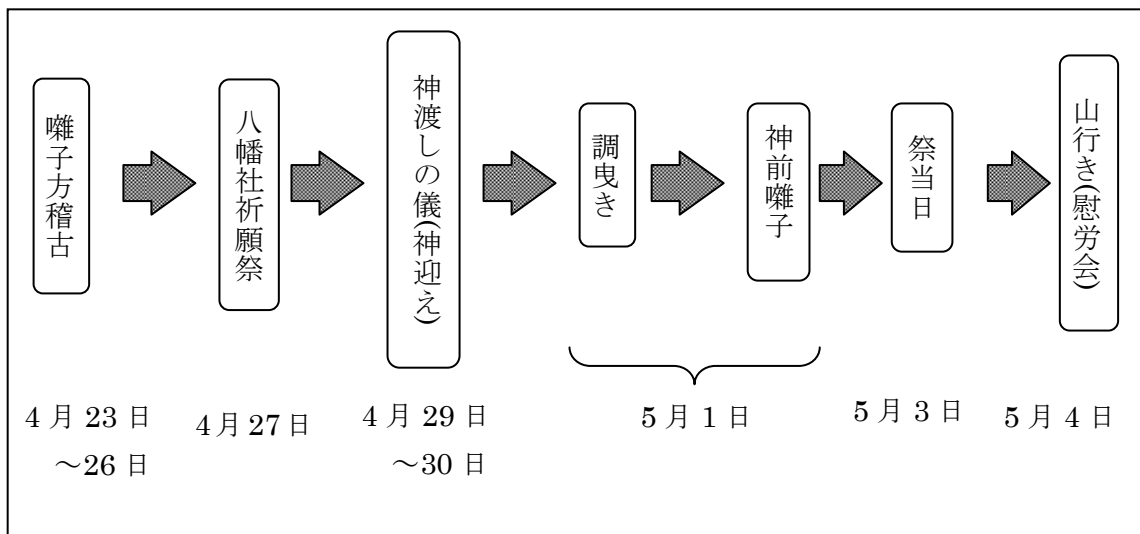 囃子方稽古
八幡社祈願祭
神渡しの儀(神迎え)
調曳き
神前囃子
祭当日
山行き(慰労会)
4月23日
～26日
4月27日
4月29日
～30日
5月1日
5月3日
5月4日